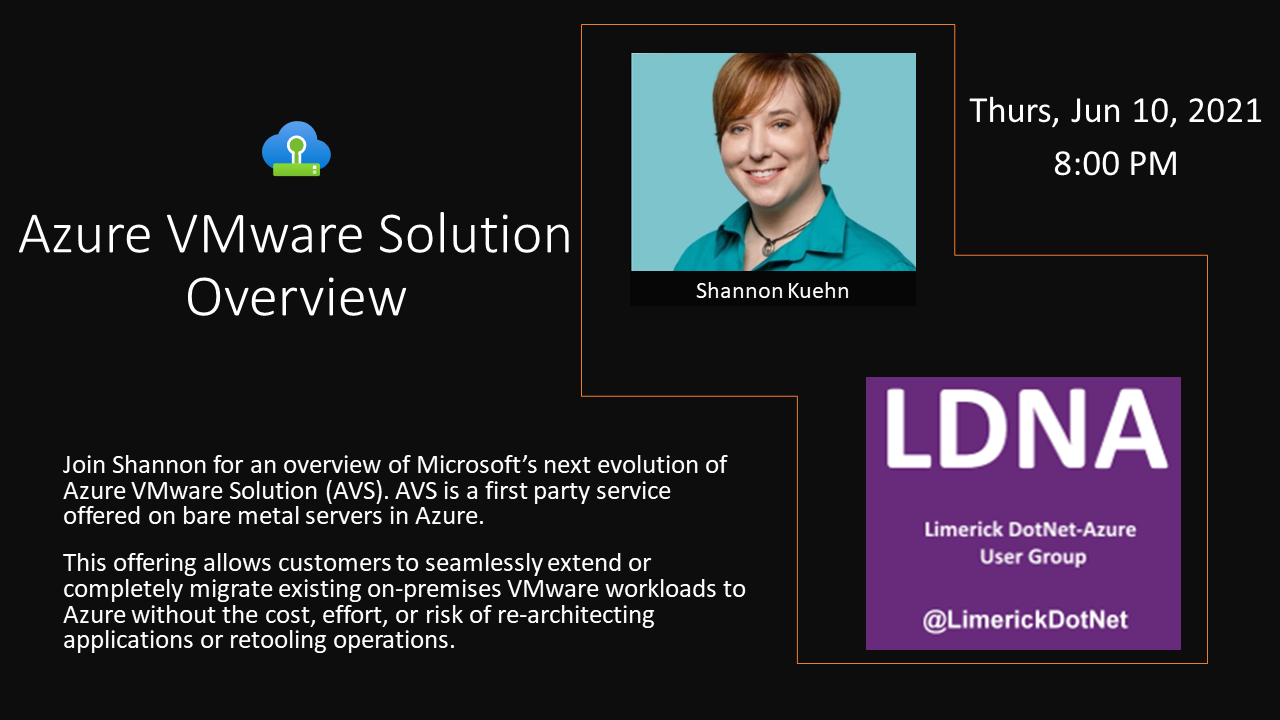 Azure VMware Solution
Overview
Shannon Kuehn
Thurs, Jun 10, 2021
8:00 PM
Join Shannon for an overview of Microsoft’s next evolution of
Azure VMware Solution (AVS). AVS is a first party service
offered on bare metal servers in Azure.
This offering allows customers to seamlessly extend or
completely migrate existing on-premises VMware workloads to
Azure without the cost, effort, or risk of re-architecting
applications or retooling operations.
LDNA
Limerick DotNet-Azure
User Group
@LimerickDotNet